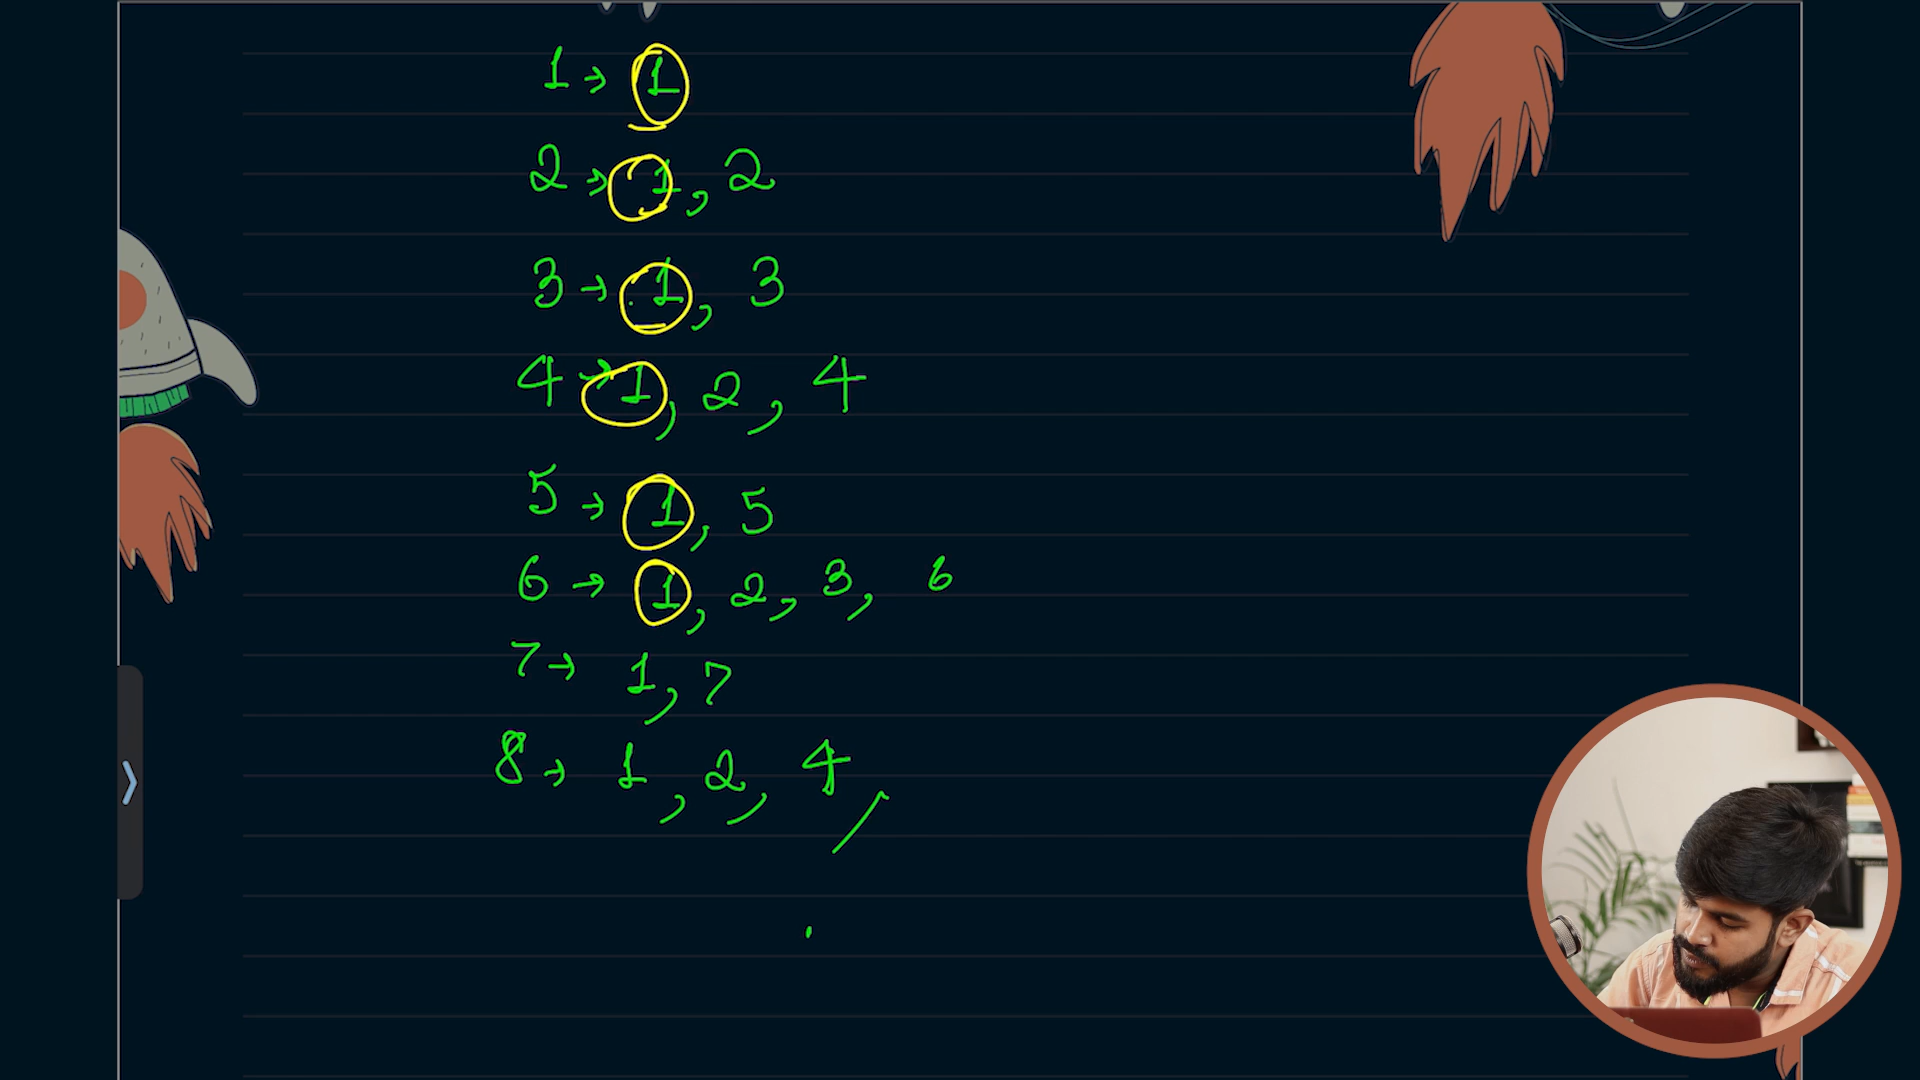 1 → 1
2 → 1, 2
3 → 1, 3
4 → 1, 2, 4
5 → 1, 5
6 → 1, 2, 3, 6
7 → 1, 7
8 → 1, 2, 4,